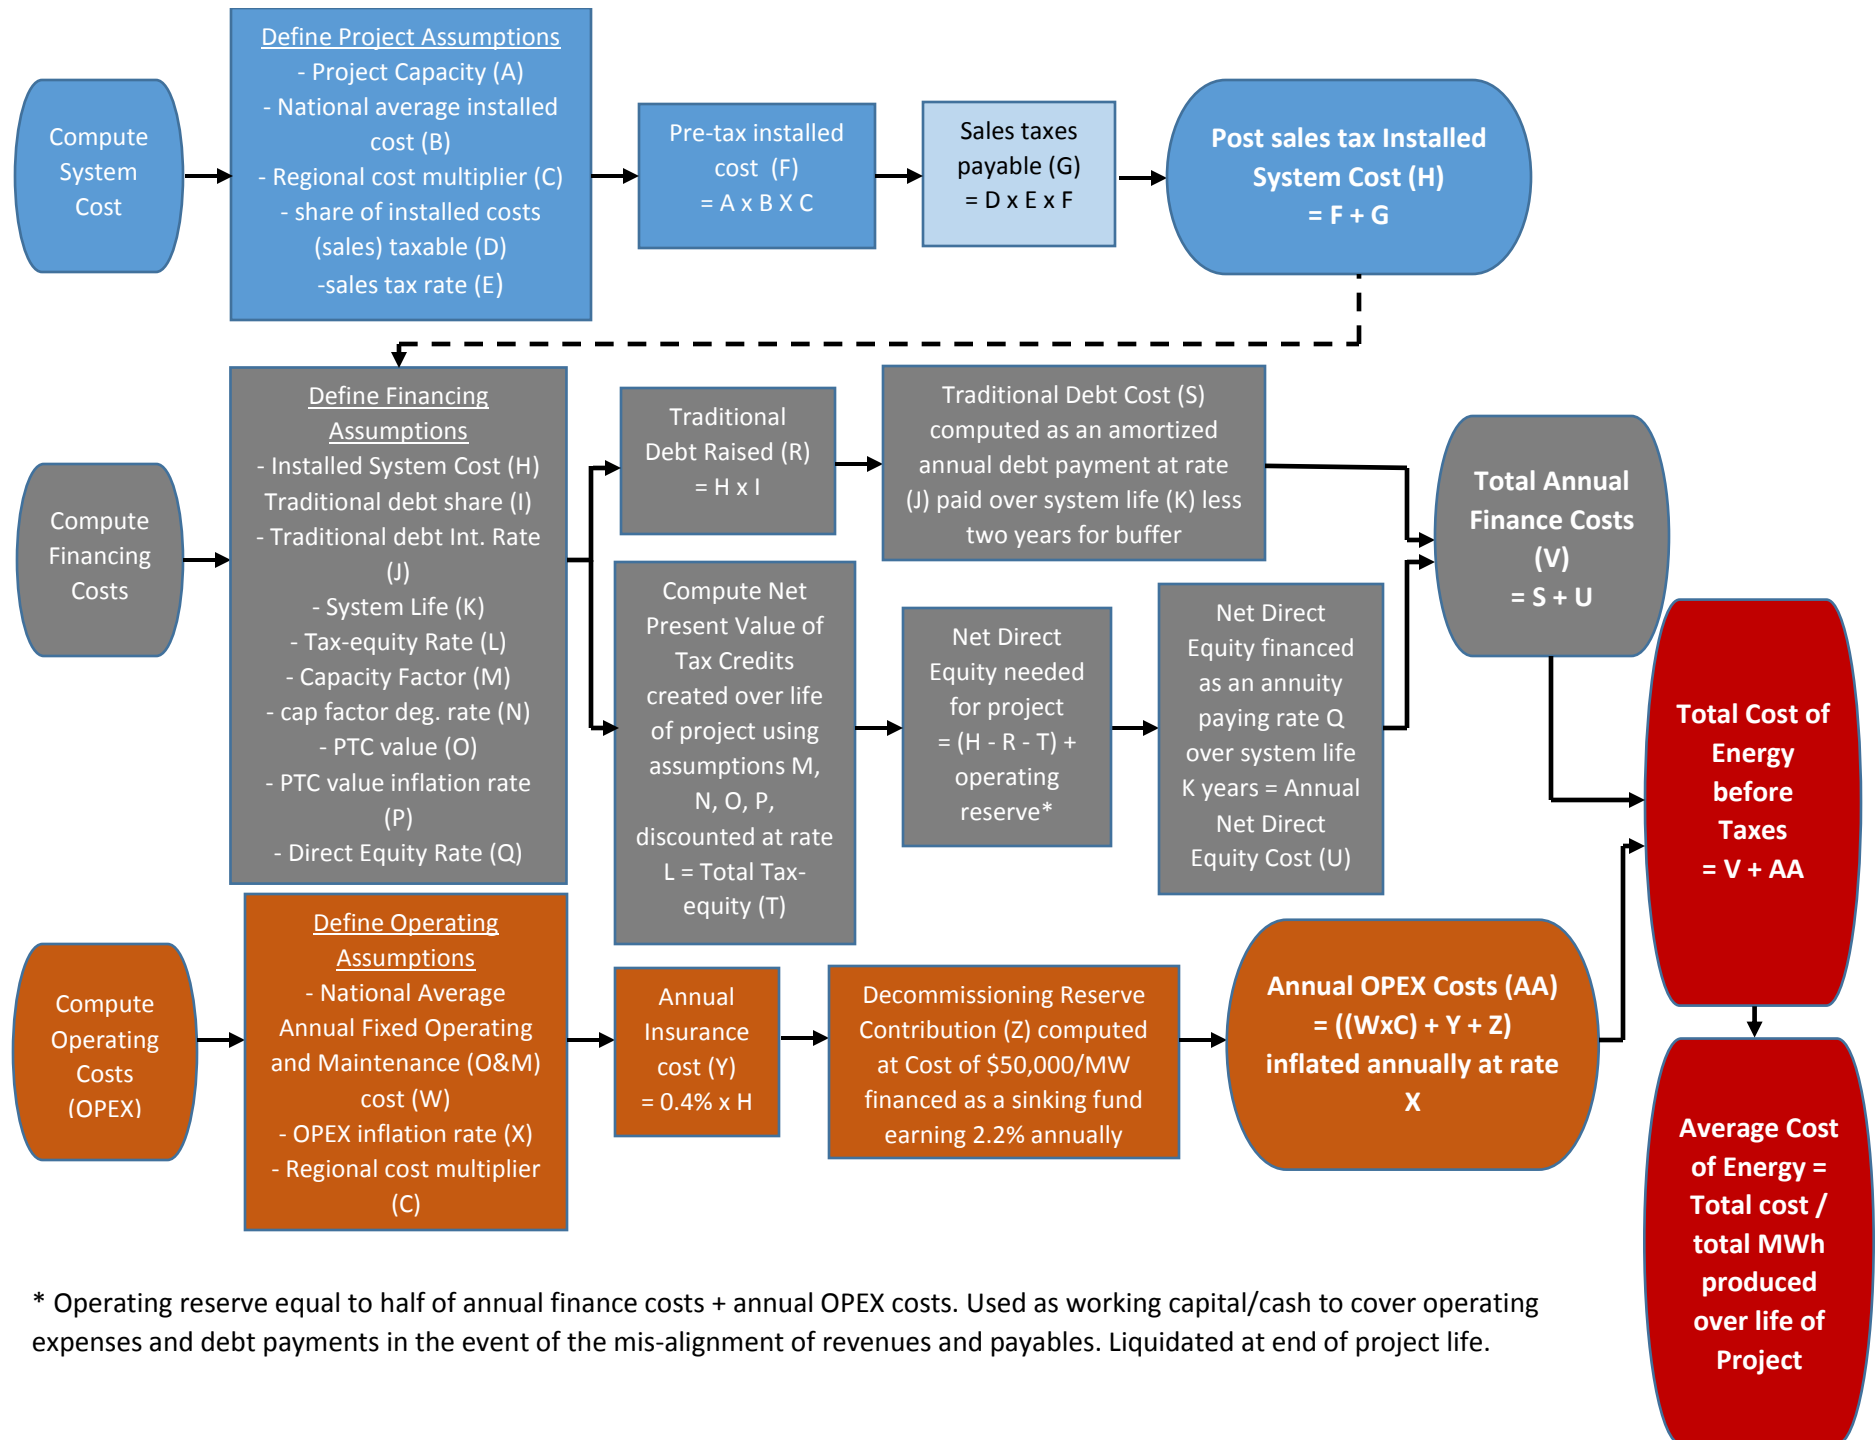 Compute
System
Cost
Define Project Assumptions
- Project Capacity (A)
- National average installed
cost (B)
- Regional cost multiplier (C)
- share of installed costs
(sales) taxable (D)
-sales tax rate (E)
Pre-tax installed
cost (F)
= A x B X C
Sales taxes
payable (G)
= D x E x F
Post sales tax Installed
System Cost (H)
= F + G
Compute
Financing
Costs
Define Financing
Assumptions
- Installed System Cost (H)
Traditional debt share (I)
- Traditional debt Int. Rate
(J)
- System Life (K)
- Tax-equity Rate (L)
- Capacity Factor (M)
- cap factor deg. rate (N)
- PTC value (O)
- PTC value inflation rate
(P)
- Direct Equity Rate (Q)
Traditional
Debt Raised (R)
= H x I
Traditional Debt Cost (S)
computed as an amortized
annual debt payment at rate
(J) paid over system life (K) less
two years for buffer
Compute Net
Present Value of
Tax Credits
created over life
of project using
assumptions M,
N, O, P,
discounted at rate
L = Total Tax-
equity (T)
Net Direct
Equity needed
for project
= (H - R - T) +
operating
reserve*
Net Direct
Equity financed
as an annuity
paying rate Q
over system life
K years = Annual
Net Direct
Equity Cost (U)
Total Annual
Finance Costs
(V)
= S + U
Compute
Operating
Costs
(OPEX)
Define Operating
Assumptions
- National Average
Annual Fixed Operating
and Maintenance (O&M)
cost (W)
- OPEX inflation rate (X)
- Regional cost multiplier
(C)
Annual
Insurance
cost (Y)
= 0.4% x H
Decommissioning Reserve
Contribution (Z) computed
at Cost of $50,000/MW
financed as a sinking fund
earning 2.2% annually
Annual OPEX Costs (AA)
= ((WxC) + Y + Z)
inflated annually at rate
X
Total Cost of
Energy
before
Taxes
= V + AA
Average Cost
of Energy =
Total cost /
total MWh
produced
over life of
Project
* Operating reserve equal to half of annual finance costs + annual OPEX costs. Used as working capital/cash to cover operating
expenses and debt payments in the event of the mis-alignment of revenues and payables. Liquidated at end of project life.